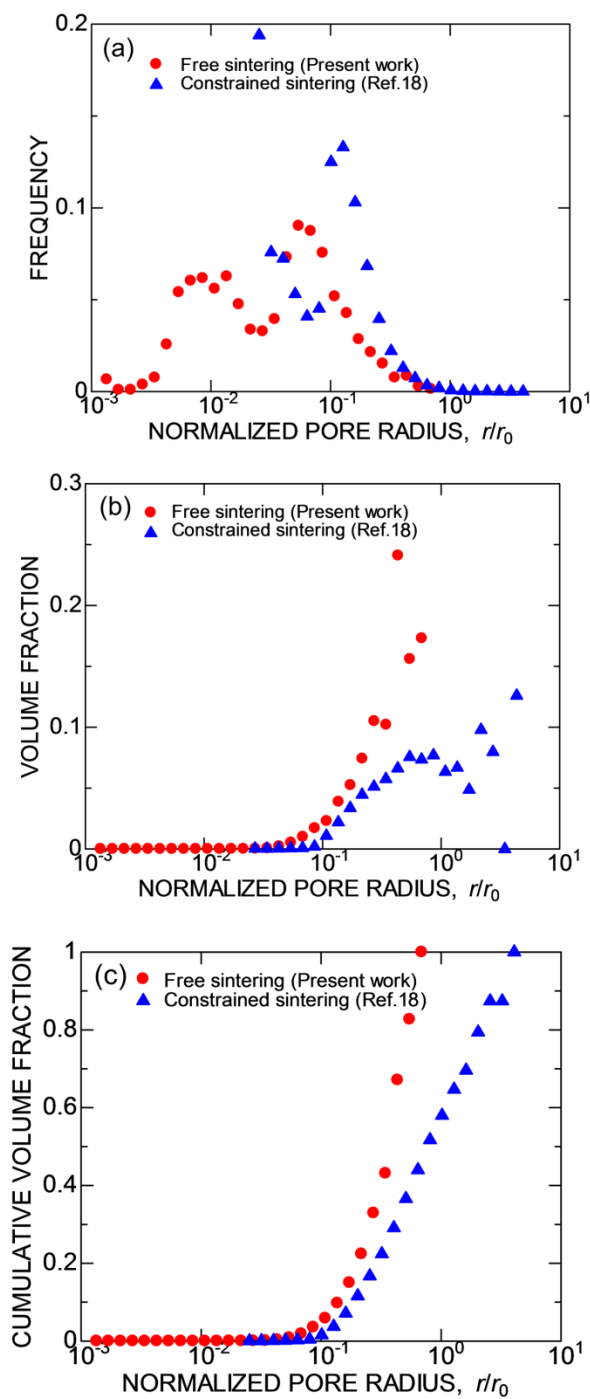 (a)
Free sintering (Present work)
Constrained sintering (Ref.18)
FREQUENCY
0.2
0.1
0
10-3
10-2
10-1
100
101
NORMALIZED PORE RADIUS, r/r0
(b)
Free sintering (Present work)
Constrained sintering (Ref.18)
VOLUME FRACTION
0.3
0.2
0.1
0
10-3
10-2
10-1
100
101
NORMALIZED PORE RADIUS, r/r0
(c)
Free sintering (Present work)
Constrained sintering (Ref.18)
CUMULATIVE VOLUME FRACTION
1
0.8
0.6
0.4
0.2
0
10-3
10-2
10-1
100
101
NORMALIZED PORE RADIUS, r/r0